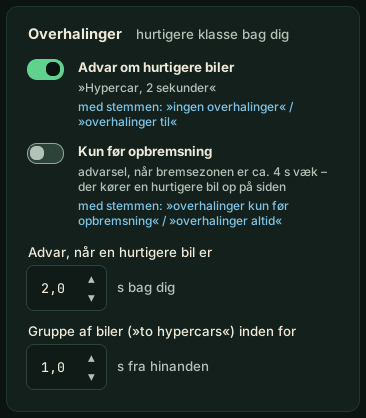 Overhalinger hurtigere klasse bag dig
Advar om hurtigere biler
»Hypercar, 2 sekunder«
med stemmen: »ingen overhalinger« /
»overhalinger til«
Kun før opbremsning
advarsel, når bremsezonen er ca. 4 s væk –
der kører en hurtigere bil op på siden
med stemmen: »overhalinger kun før
opbremsning« / »overhalinger altid«
Advar, når en hurtigere bil er
2,0 s bag dig
Gruppe af biler (»to hypercars«) inden for
1,0 s fra hinanden